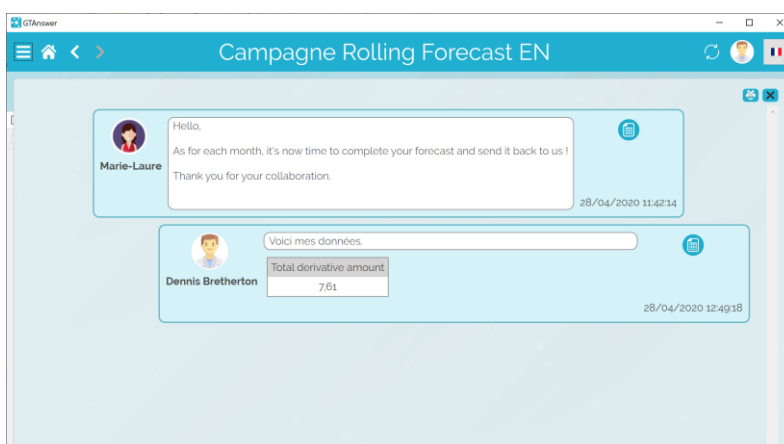 GTAnswer
Campagne Rolling Forecast EN
Hello,
As for each month, it's now time to complete your forecast and send it back to us !
Thank you for your collaboration.
Marie-Laure
28/04/2020 11:42:14
Voici mes données.
Total derivative amount
7,61
Dennis Bretherton
28/04/2020 12:49:18